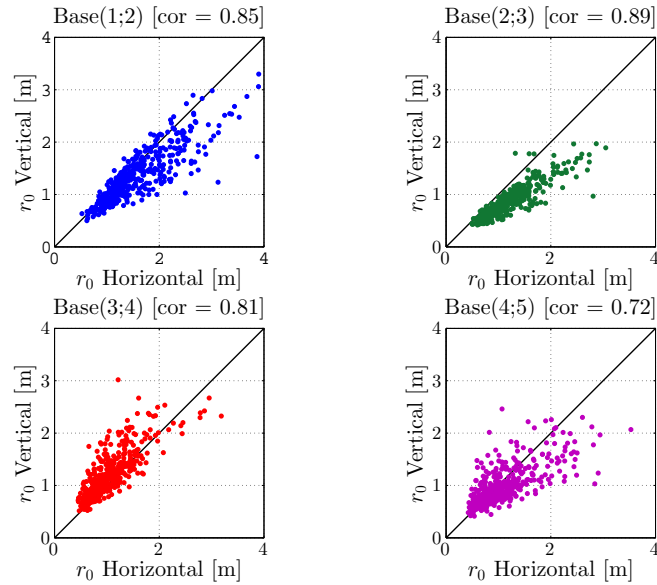 Base(1;2) [cor = 0.85]
4
3
2
1
0
r0 Vertical [m]
0 2 4
r0 Horizontal [m]
Base(2;3) [cor = 0.89]
4
3
2
1
0
r0 Vertical [m]
0 2 4
r0 Horizontal [m]
Base(3;4) [cor = 0.81]
4
3
2
1
0
r0 Vertical [m]
0 2 4
r0 Horizontal [m]
Base(4;5) [cor = 0.72]
4
3
2
1
0
r0 Vertical [m]
0 2 4
r0 Horizontal [m]